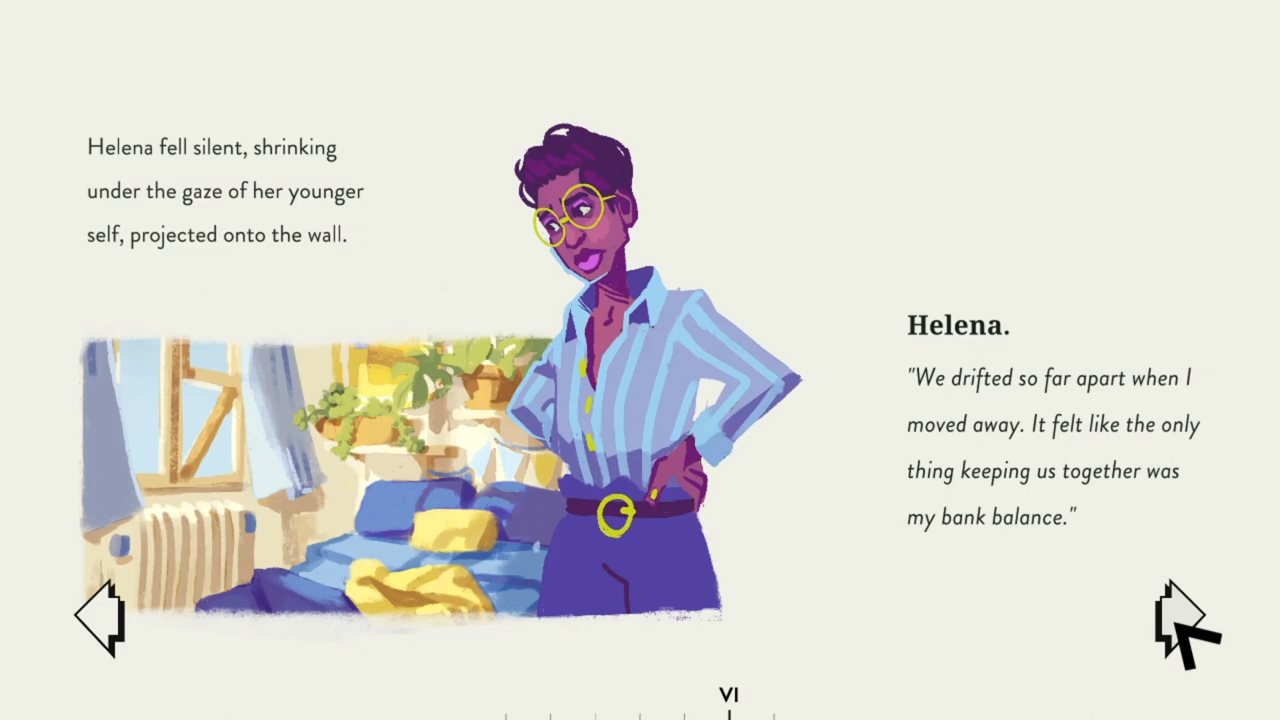 Helena fell silent, shrinking
under the gaze of her younger
self, projected onto the wall.
Helena.
"We drifted so far apart when I
moved away. It felt like the only
thing keeping us together was
my bank balance."
VI